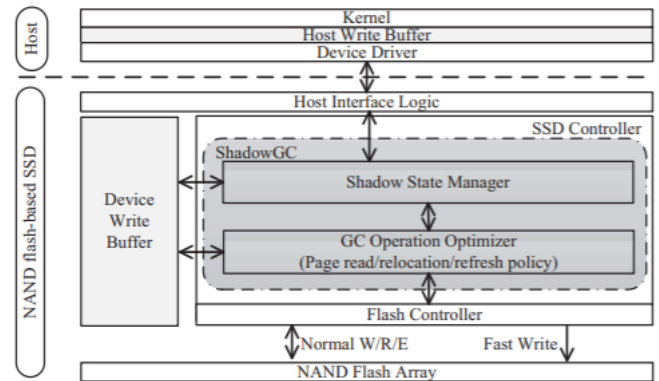 Host
Kernel
Host Write Buffer
Device Driver
NAND flash-based SSD
Host Interface Logic
SSD Controller
ShadowGC
Shadow State Manager
Device
Write
Buffer
GC Operation Optimizer
(Page read/relocation/refresh policy)
Flash Controller
Normal W/R/E
Fast Write
NAND Flash Array